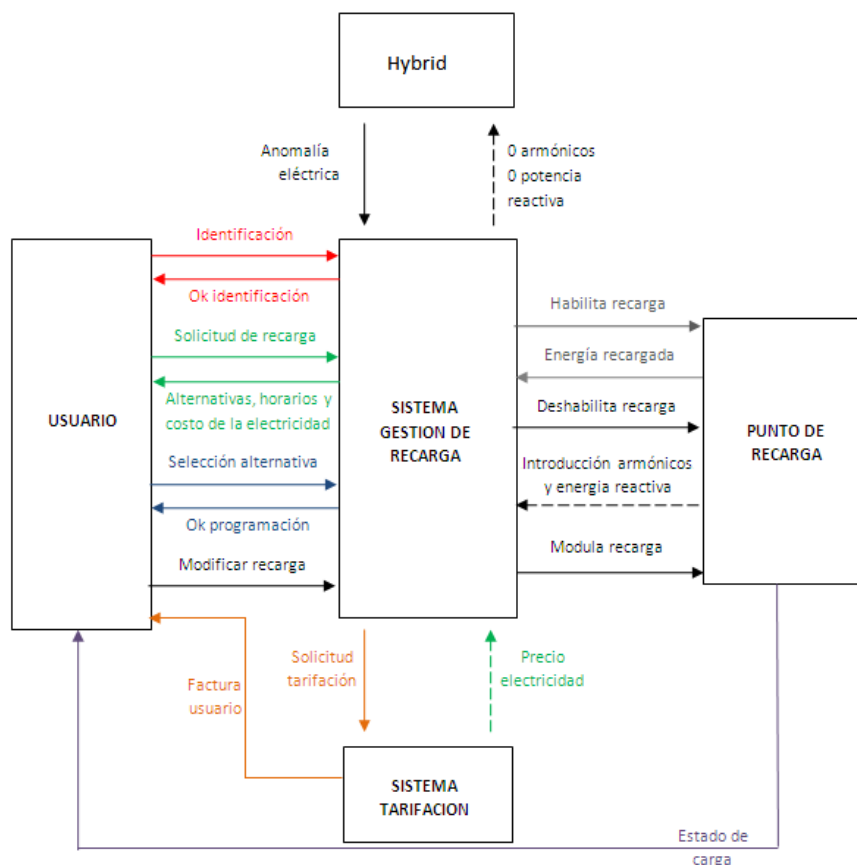 Hybrid
Anomalía
eléctrica
0 armónicos
0 potencia
reactiva
Identificación
Ok identificación
Solicitud de recarga
Alternativas, horarios y
costo de la electricidad
Selección alternativa
Ok programación
Modificar recarga
USUARIO
SISTEMA
GESTION DE
RECARGA
Habilita recarga
Energía recargada
Deshabilita recarga
Introducción armónicos
y energia reactiva
Modula recarga
PUNTO DE
RECARGA
Factura
usuario
Solicitud
tarifación
Precio
electricidad
SISTEMA
TARIFACION
Estado de
carga